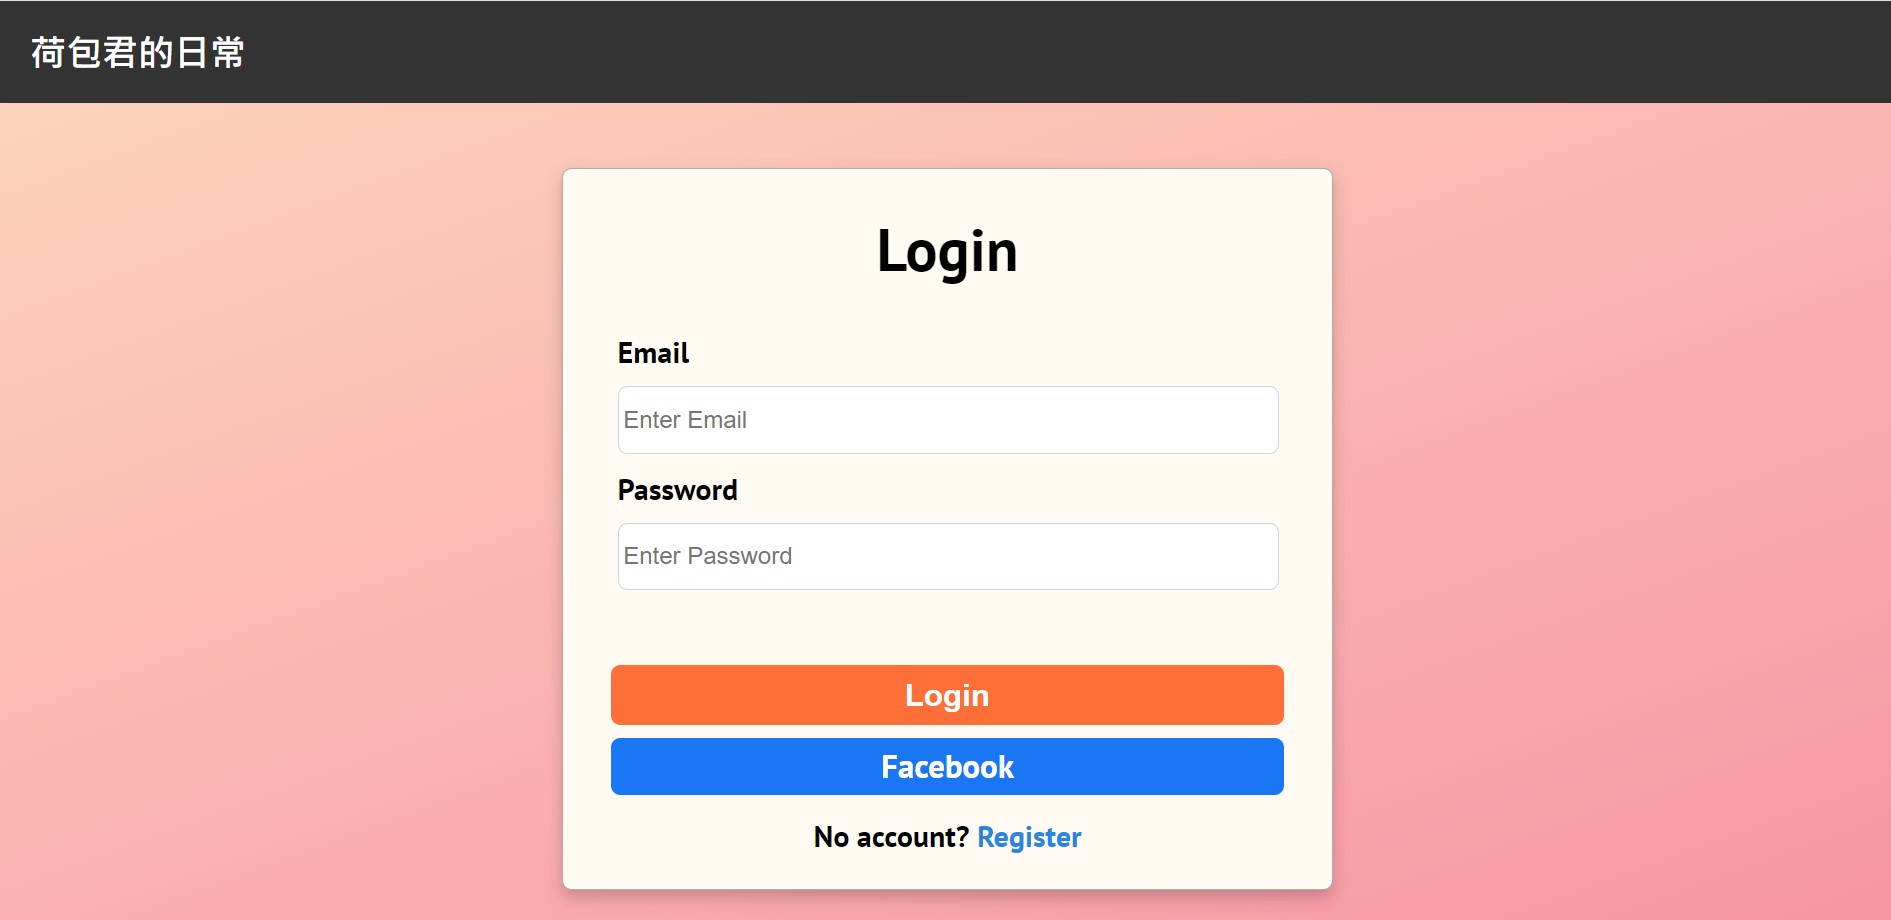 荷包君的日常
Login
Email
Enter Email
Password
Enter Password
Login
Facebook
No account? Register